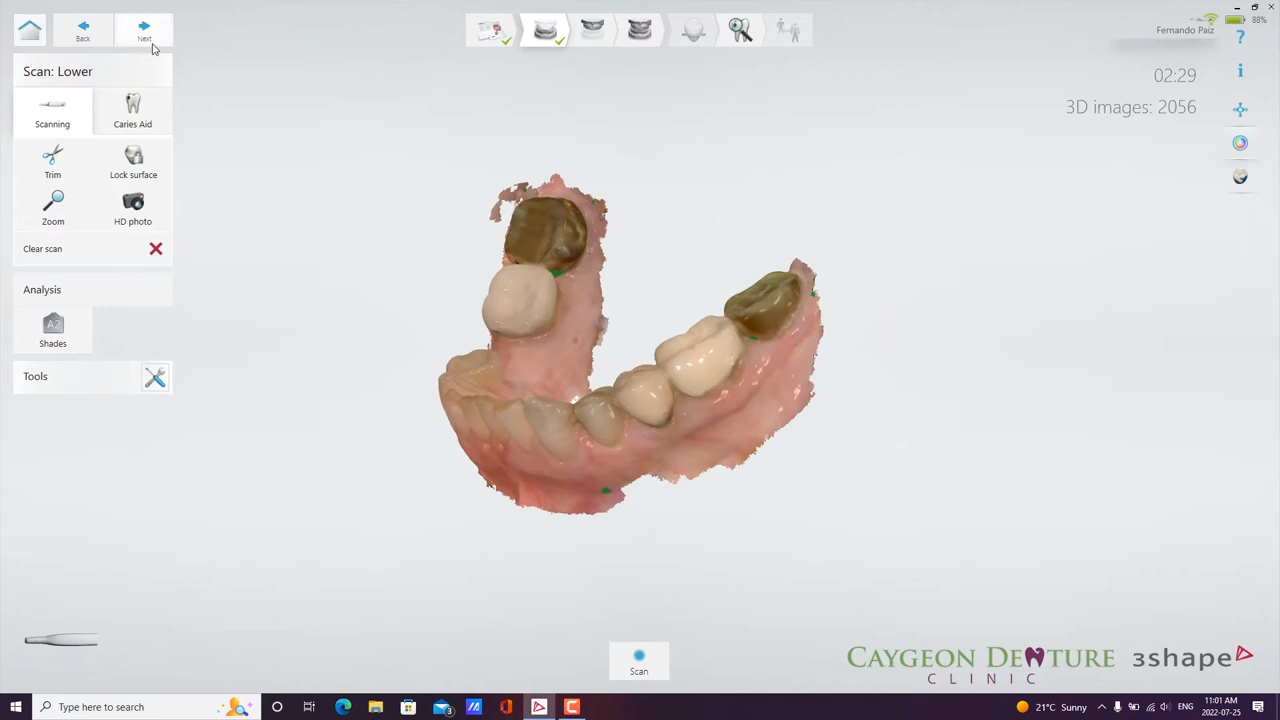 88%
Back
Next
Fernando Paiz
Scan: Lower
02:29
3D images: 2056
Scanning
Caries Aid
Trim
Lock surface
Zoom
HD photo
Clear scan
Analysis
A2
Shades
Tools
Scan
CAYGEON DENTURE
CLINIC
3shape
Type here to search
21°C Sunny
ENG
11:01 AM
2022-07-25